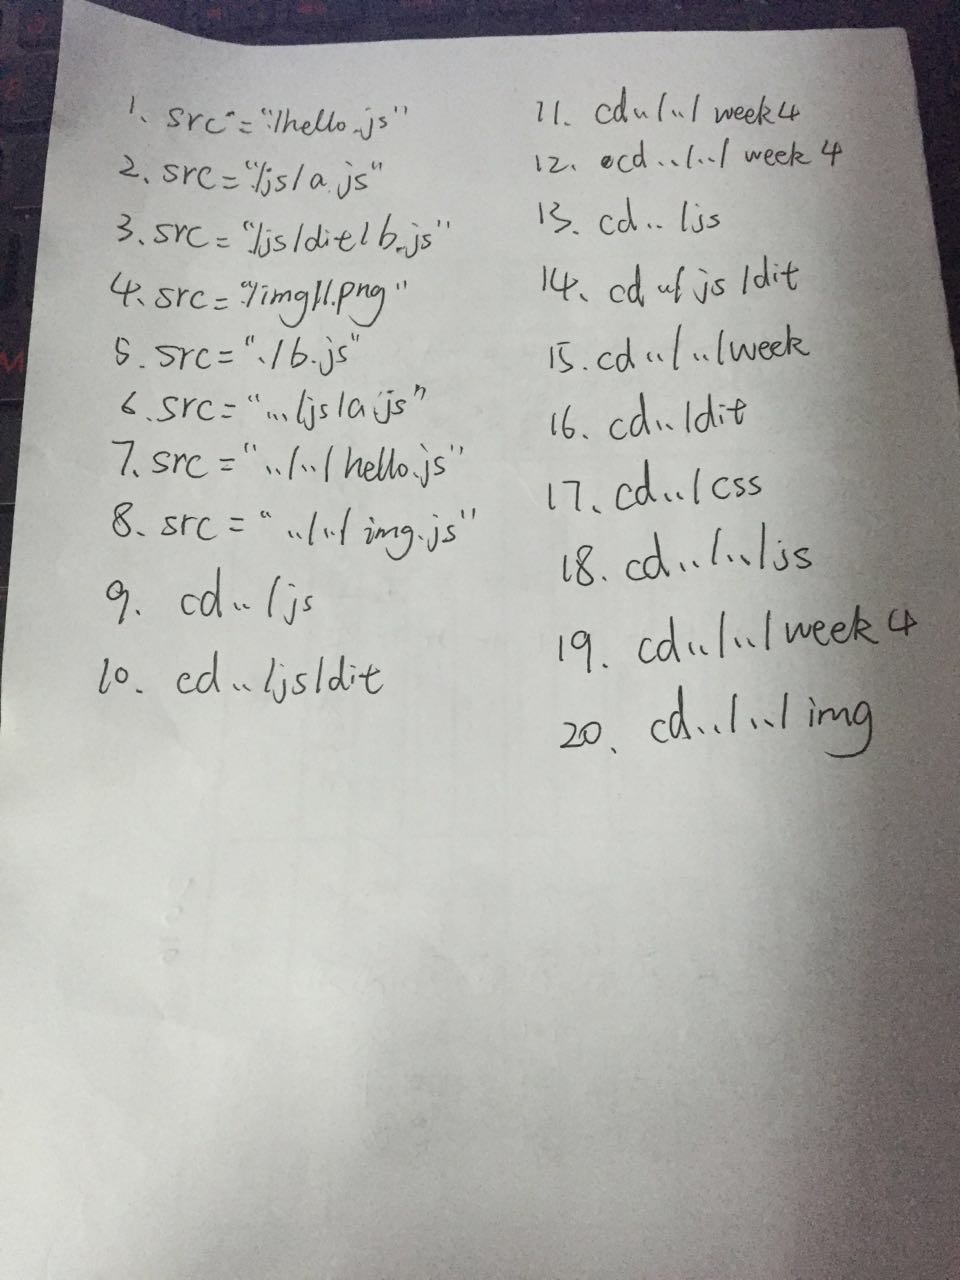 1. src="./hello.js"
2. src="./js/a.js"
3. src="./js/dit/b.js"
4. src="./img/1.png"
5. src="./b.js"
6. src="../js/a.js"
7. src="../../hello.js"
8. src="../../img.js"
9. cd../js
10. cd../js/dit
11. cd../../week4
12. cd../../week4
13. cd../js
14. cd ../js/dit
15. cd../../week
16. cd../dit
17. cd../css
18. cd../../js
19. cd../../week4
20. cd../../img